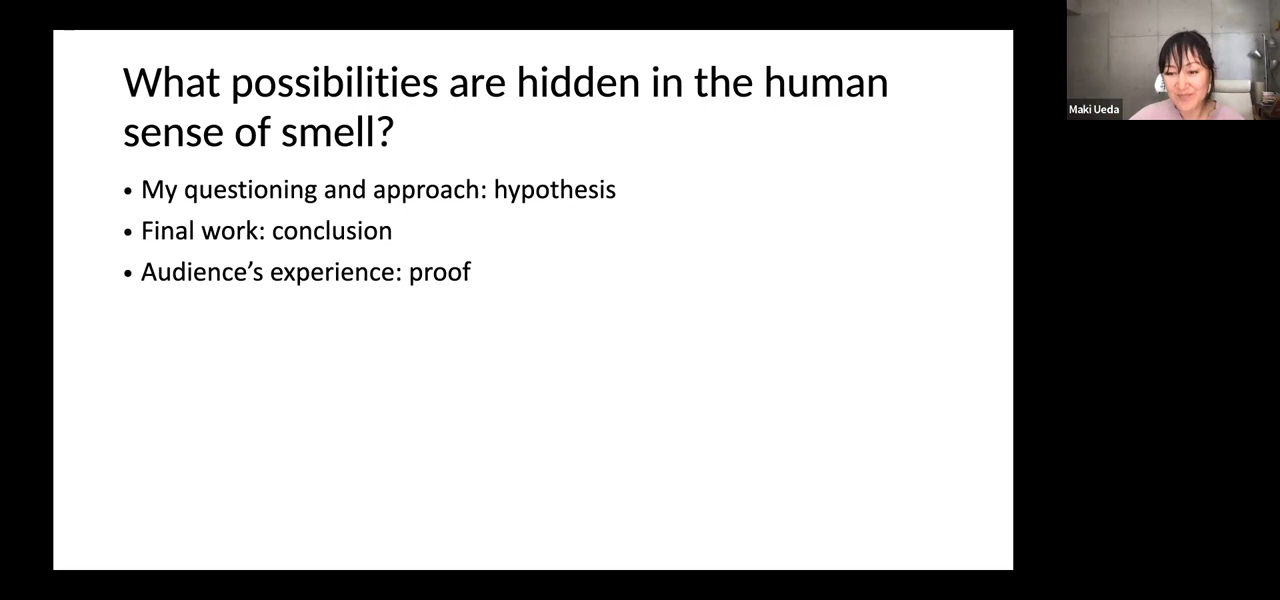 What possibilities are hidden in the human
sense of smell?
• My questioning and approach: hypothesis
• Final work: conclusion
• Audience’s experience: proof
Maki Ueda